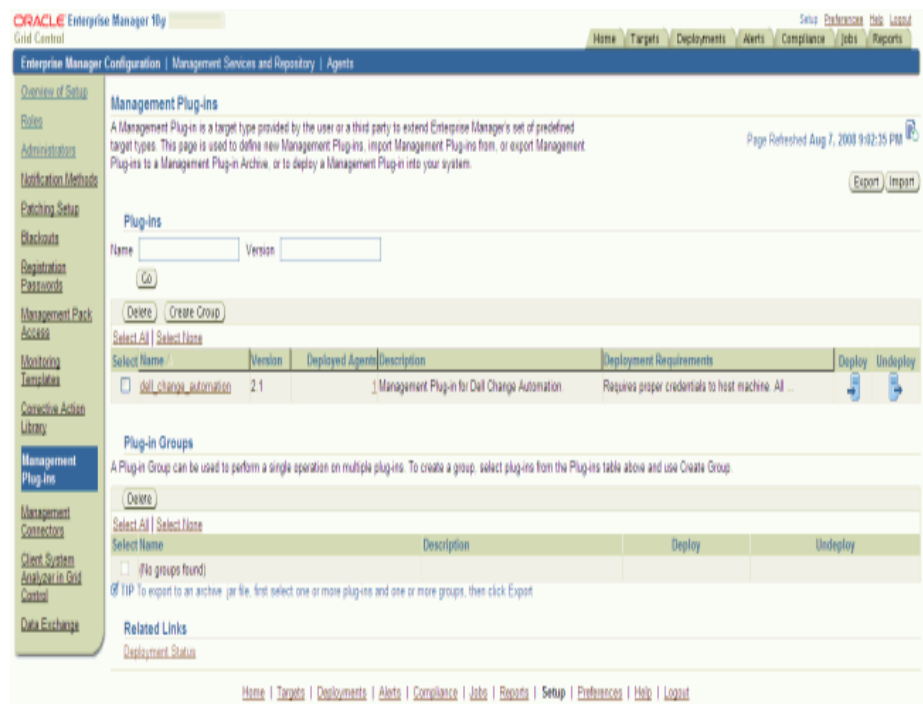 ORACLE Enterprise Manager 10g
Grid Control
Setup Preferences Help Logout
Home Targets Deployments Alerts Compliance Jobs Reports
Enterprise Manager Configuration | Management Services and Repository | Agents
Overview of Setup
Roles
Administrators
Notification Methods
Patching Setup
Blackouts
Registration
Passwords
Management Pack
Access
Monitoring
Templates
Corrective Action
Library
Management
Plug-ins
Management
Connectors
Client System
Analyzer in Grid
Control
Data Exchange
Management Plug-ins
A Management Plug-in is a target type provided by the user or a third party to extend Enterprise Manager's set of predefined
target types. This page is used to define new Management Plug-ins, import Management Plug-ins from, or export Management
Plug-ins to a Management Plug-in Archive, or to deploy a Management Plug-in into your system.
Page Refreshed Aug 7, 2008 9:02:35 PM
Export Import
Plug-ins
Name Version
Go
Delete Create Group
Select All | Select None
Select Name Version Deployed Agents Description Deployment Requirements Deploy Undeploy
dell_change_automation 2.1 1 Management Plug-in for Dell Change Automation. Requires proper credentials to host machine. All ...
Plug-in Groups
A Plug-in Group can be used to perform a single operation on multiple plug-ins. To create a group, select plug-ins from the Plug-ins table above and use Create Group.
Delete
Select All | Select None
Select Name Description Deploy Undeploy
(No groups found)
TIP To export to an archive .jar file, first select one or more plug-ins and one or more groups, then click Export
Related Links
Deployment Status
Home | Targets | Deployments | Alerts | Compliance | Jobs | Reports | Setup | Preferences | Help | Logout